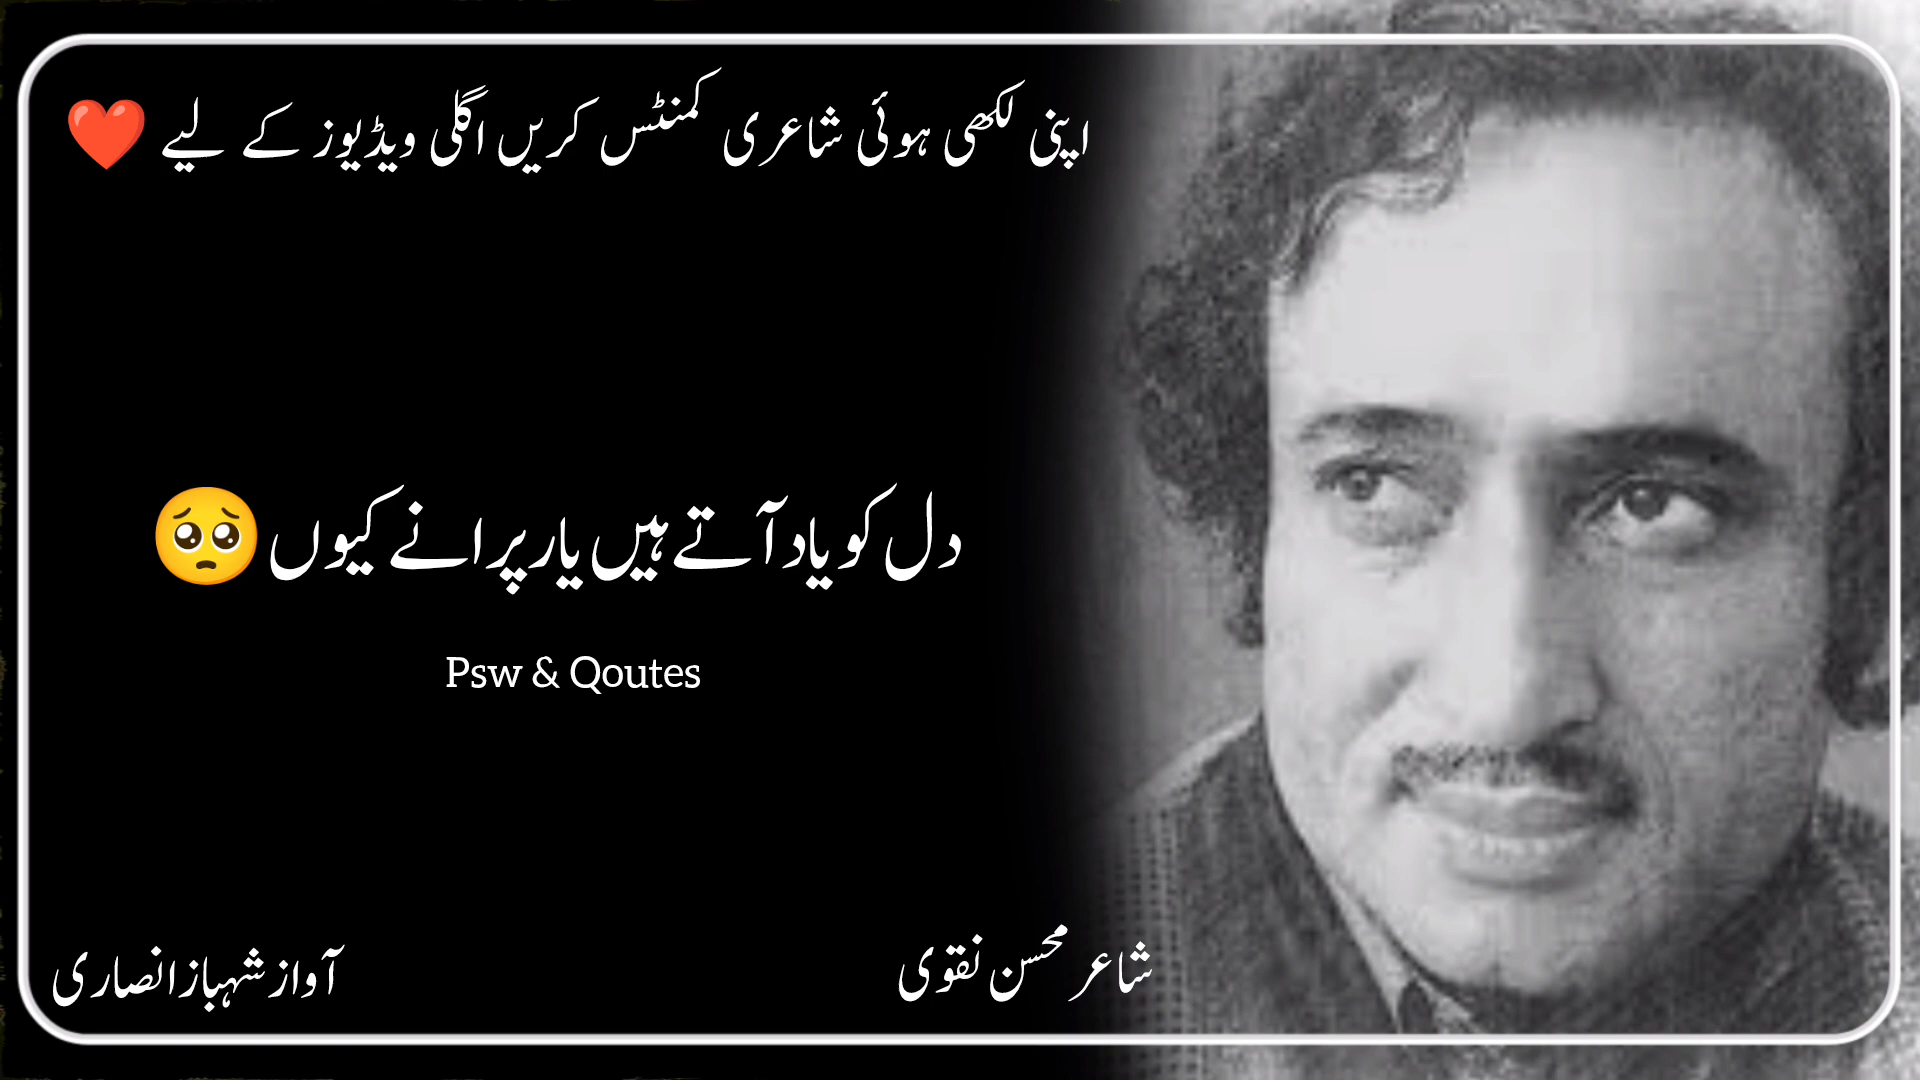 اپنی لکھی ہوئی شاعری کمنٹس کریں اگلی ویڈیوز کے لیے ❤️
دل کو یاد آتے ہیں یار پرانے کیوں 🥺
Psw & Qoutes
شاعر محسن نقوی
آواز شہباز انصاری